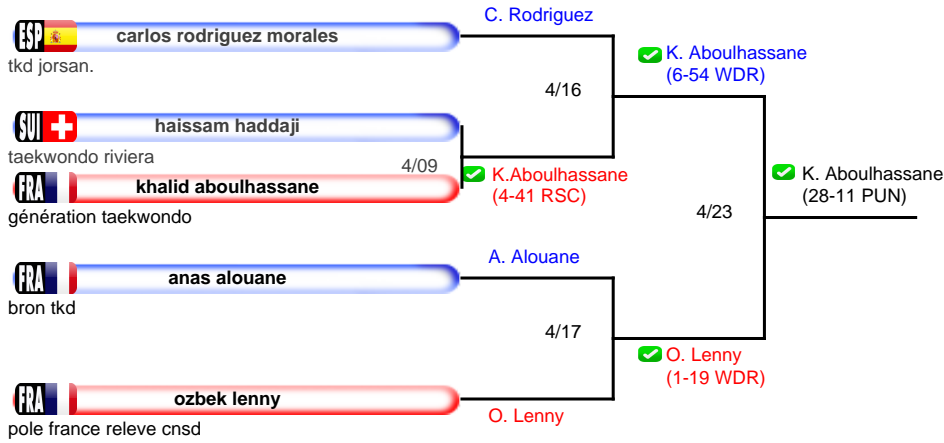 C. Rodriguez
ESP carlos rodriguez morales
tkd jorsan.
K. Aboulhassane
(6-54 WDR)
4/16
SUI haissam haddaji
taekwondo riviera
4/09
K.Aboulhassane
(4-41 RSC)
FRA khalid aboulhassane
génération taekwondo
K. Aboulhassane
(28-11 PUN)
4/23
A. Alouane
FRA anas alouane
bron tkd
4/17
O. Lenny
(1-19 WDR)
FRA ozbek lenny
O. Lenny
pole france releve cnsd